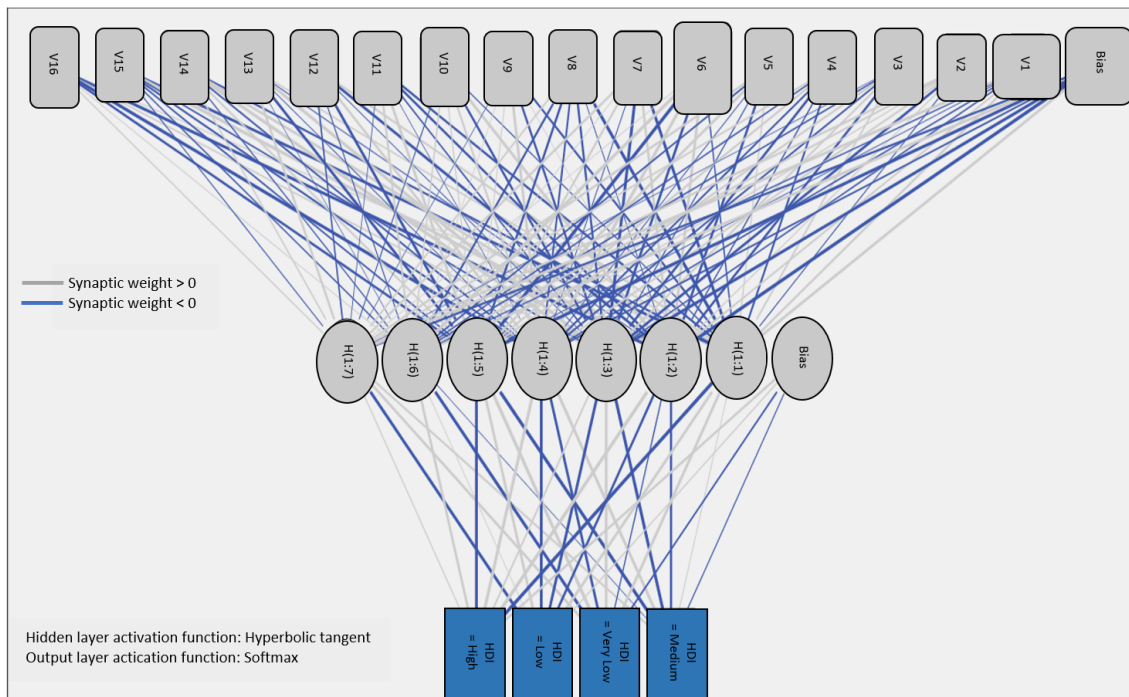 V16
V15
V14
V13
V12
V11
V10
V9
V8
V7
V6
V5
V4
V3
V2
V1
Bias
Synaptic weight > 0
Synaptic weight < 0
H(1:7)
H(1:6)
H(1:5)
H(1:4)
H(1:3)
H(1:2)
H(1:1)
Bias
HDI
= High
HDI
= Low
HDI
= Very Low
HDI
= Medium
Hidden layer activation function: Hyperbolic tangent
Output layer actication function: Softmax